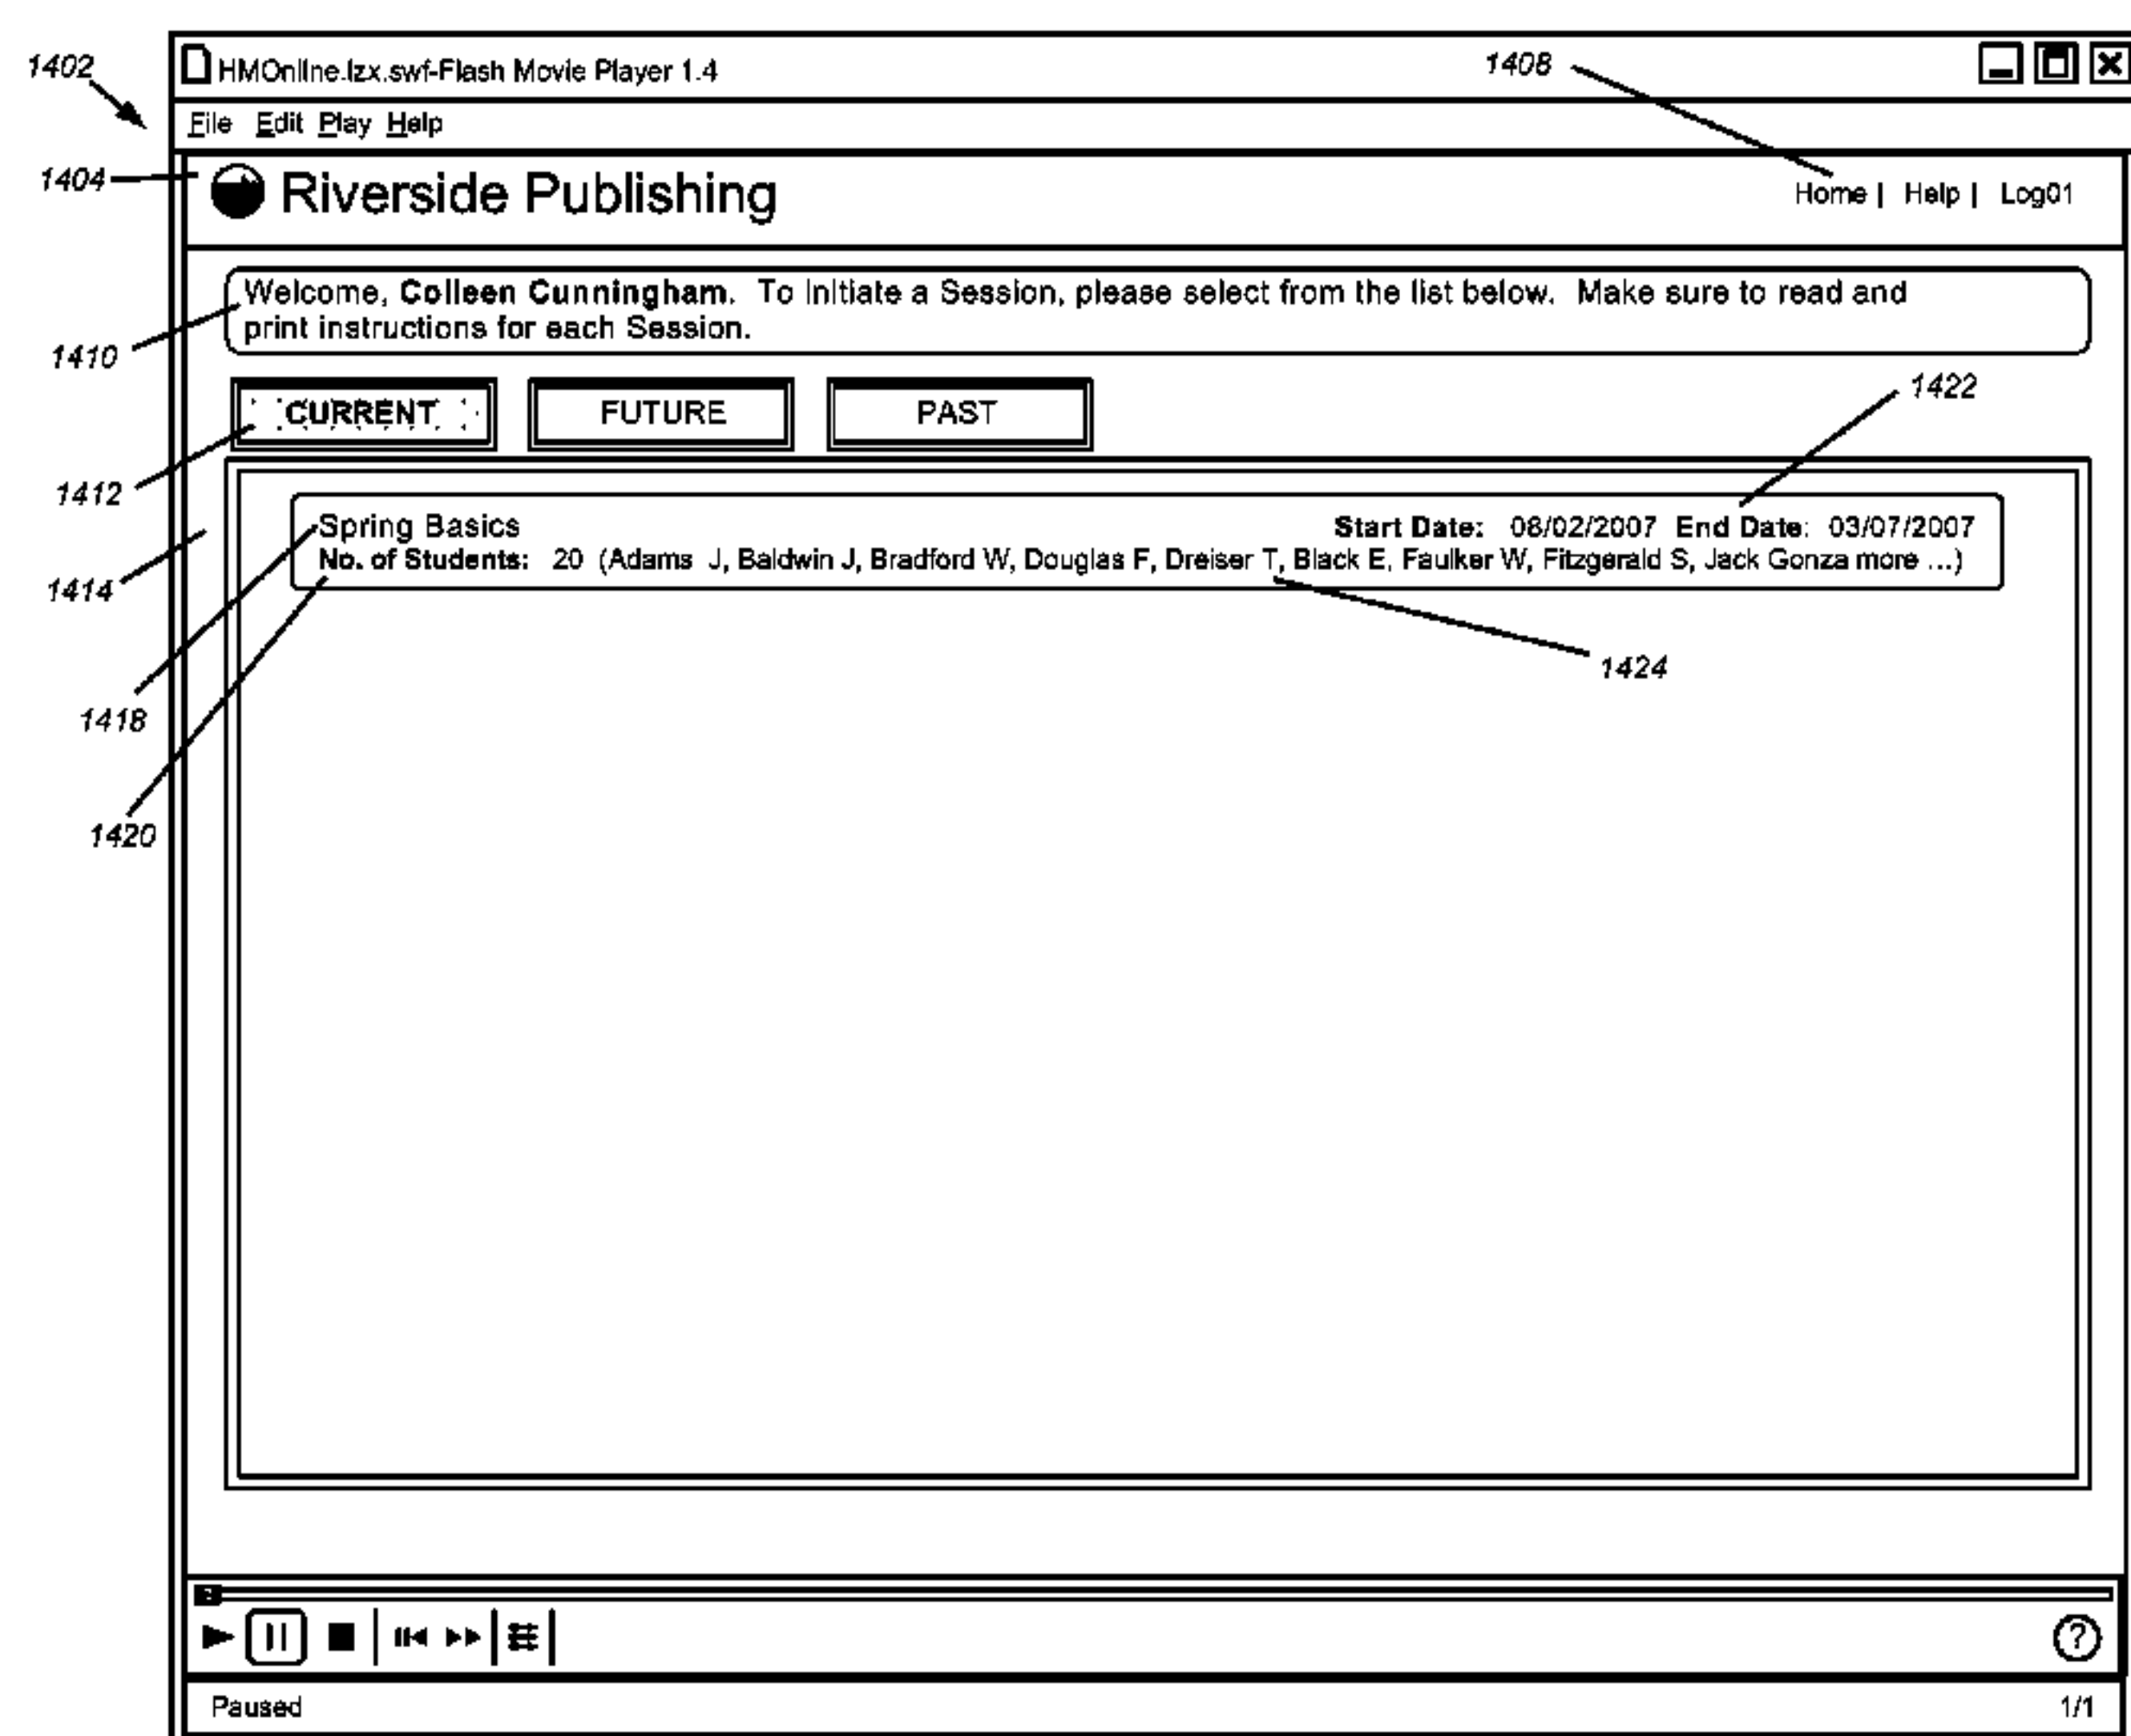 1402
HMOnline.lzx.swf-Flash Movie Player 1.4
1408
File Edit Play Help
1404
Riverside Publishing
Home | Help | Log01
Welcome, Colleen Cunningham. To Initiate a Session, please select from the list below. Make sure to read and
print instructions for each Session.
1410
CURRENT FUTURE PAST
1422
1412
Spring Basics Start Date: 08/02/2007 End Date: 03/07/2007
No. of Students: 20 (Adams J, Baldwin J, Bradford W, Douglas F, Dreiser T, Black E, Faulker W, Fitzgerald S, Jack Gonza more ...)
1414
1424
1418
1420
?
Paused 1/1